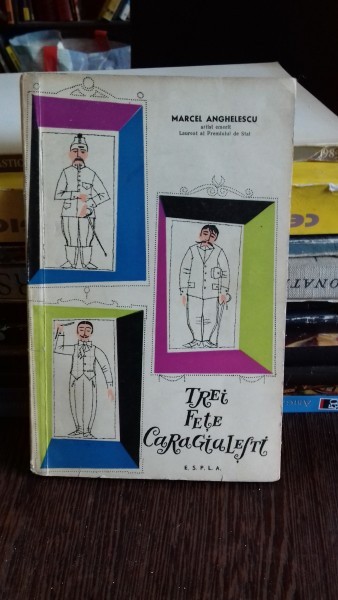 MARCEL ANGHELESCU
artist emerit
Laureat al Premiului de Stat
TREI
FEȚE
CARAGIALEȘTI
E. S. P. L. A.